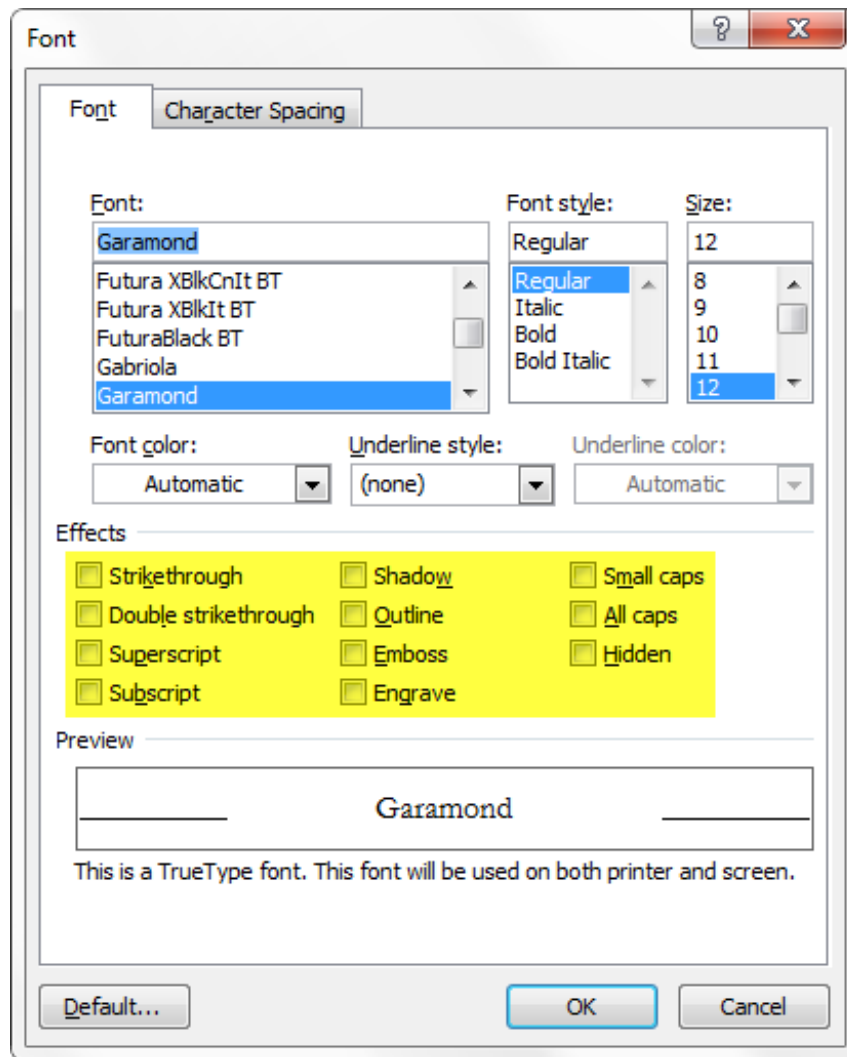 Font
Font Character Spacing
Font: Font style: Size:
Garamond Regular 12
Futura XBlkCnIt BT Regular 8
Futura XBlkIt BT Italic 9
FuturaBlack BT Bold 10
Gabriola Bold Italic 11
Garamond 12
Font color: Underline style: Underline color:
Automatic (none) Automatic
Effects
Strikethrough Shadow Small caps
Double strikethrough Outline All caps
Superscript Emboss Hidden
Subscript Engrave
Preview
Garamond
This is a TrueType font. This font will be used on both printer and screen.
Default... OK Cancel